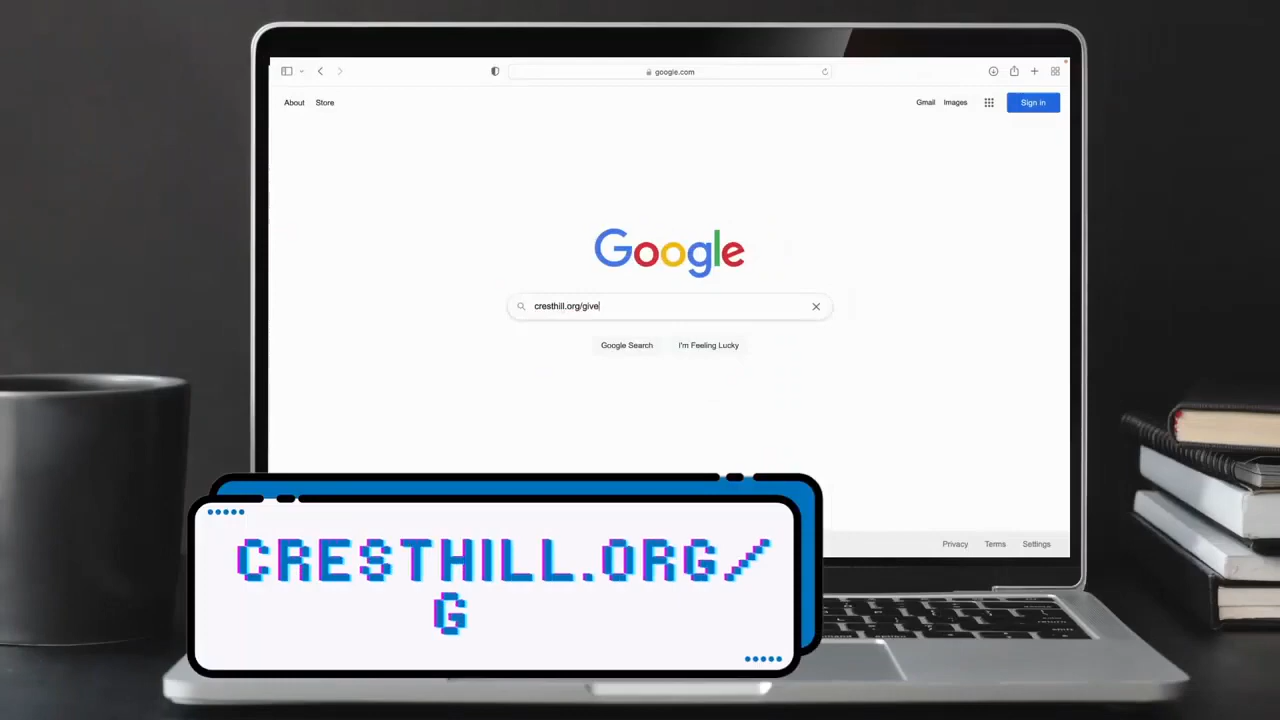 google.com
About Store
Gmail Images Sign in
Google
cresthill.org/give
Google Search I'm Feeling Lucky
Privacy Terms Settings
CRESTHILL.ORG/
G